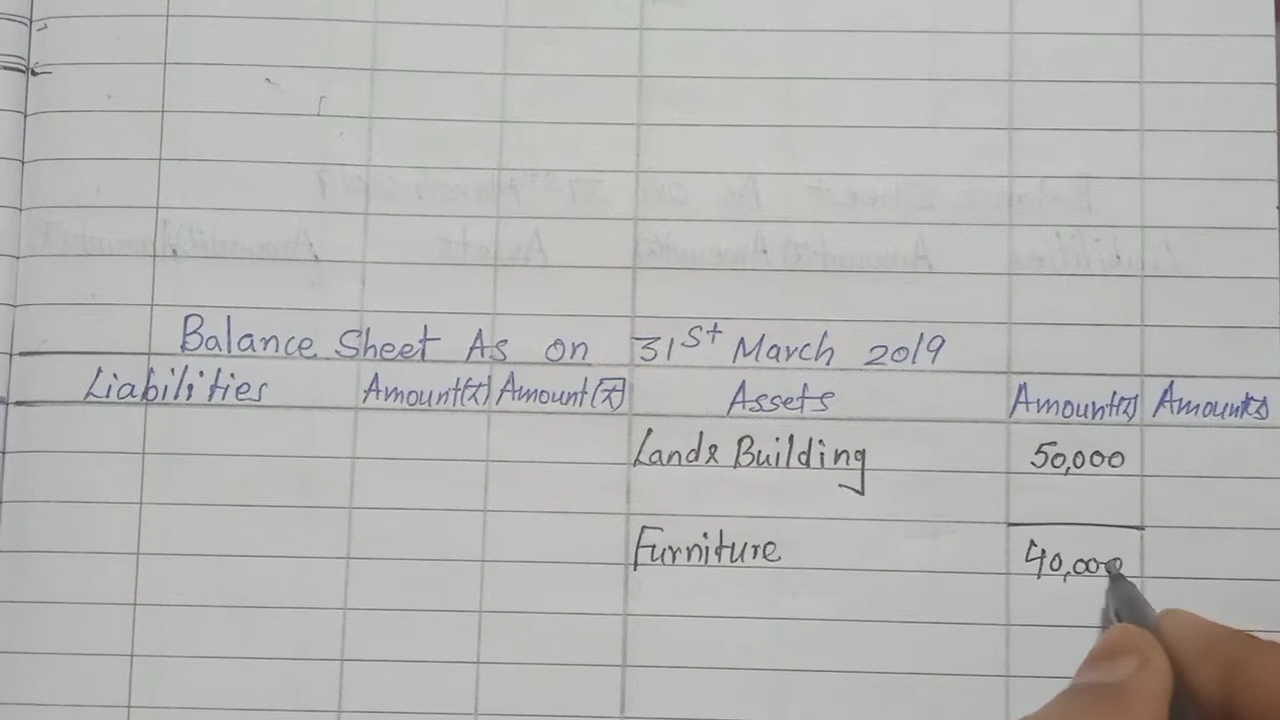 Balance Sheet As on 31st March 2019
Liabilities Amount(₹) Amount(₹) Assets Amount(₹) Amount(₹)
Land & Building 50,000
Furniture 40,000